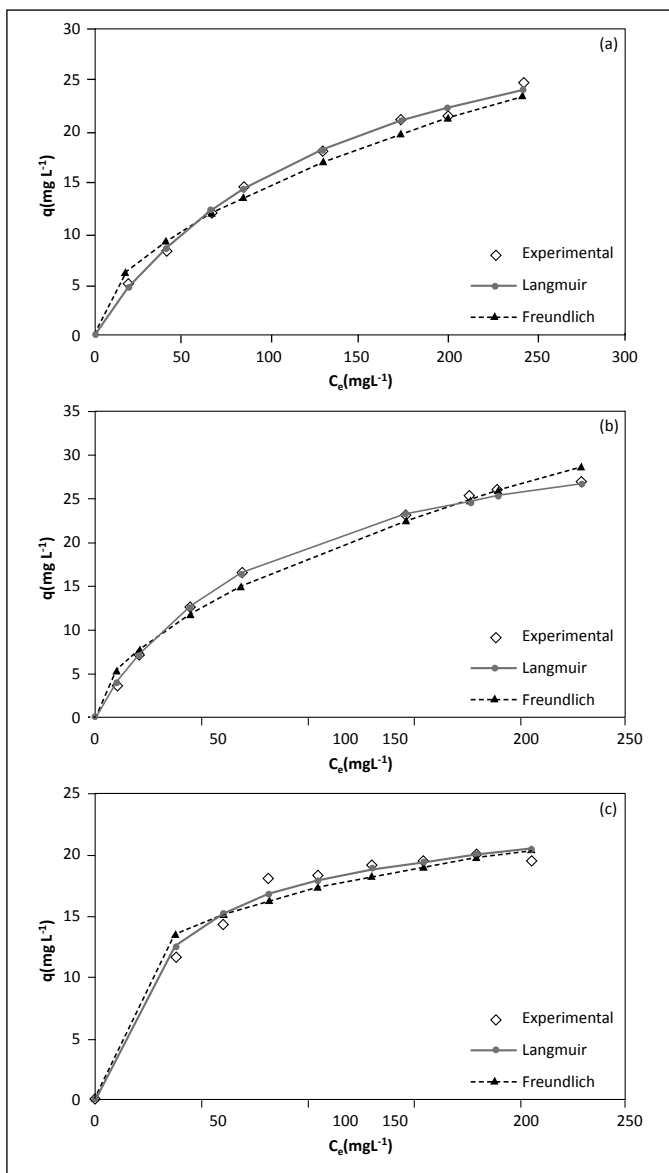 (a)
30
25
20
15
10
5
0
q(mg L-1)
Experimental
Langmuir
Freundlich
0 50 100 150 200 250 300
Ce(mgL-1)
(b)
35
30
25
20
15
10
5
0
q(mg L-1)
Experimental
Langmuir
Freundlich
0 50 100 150 200 250
Ce(mgL-1)
(c)
25
20
15
10
5
0
q(mg L-1)
Experimental
Langmuir
Freundlich
0 50 100 150 200 250
Ce(mgL-1)